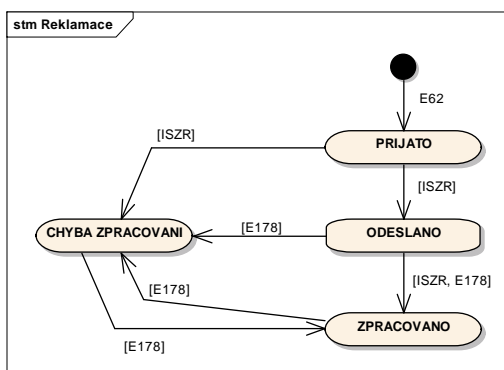 stm Reklamace
E62
[ISZR]
PRIJATO
[ISZR]
CHYBA ZPRACOVANI
[E178]
ODESLANO
[ISZR, E178]
[E178]
ZPRACOVANO
[E178]